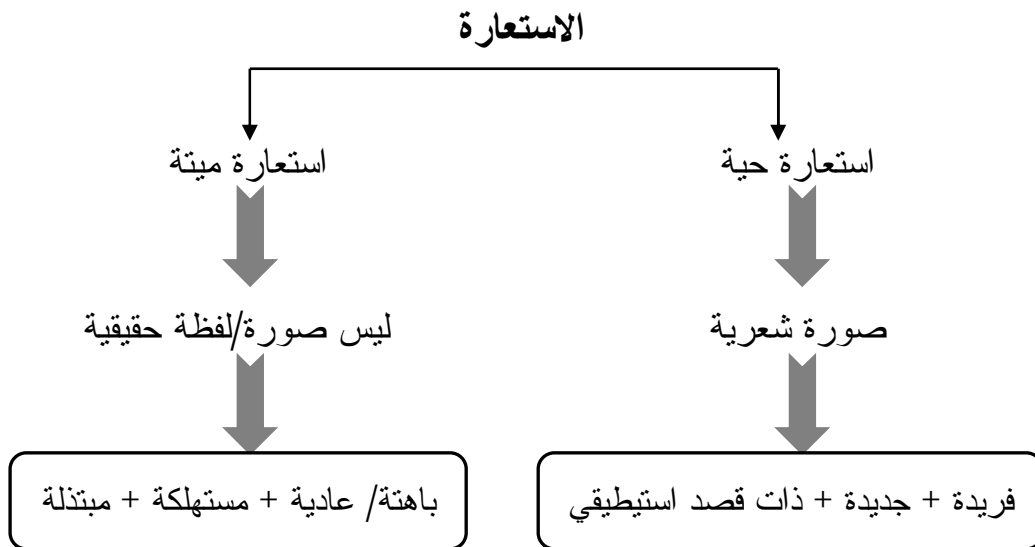 الاستعارة
استعارة حية
استعارة ميتة
صورة شعرية
ليس صورة/لفظة حقيقية
فريدة + جديدة + ذات قصد استيطيقي
باهتة/ عادية + مستهلكة + مبتذلة